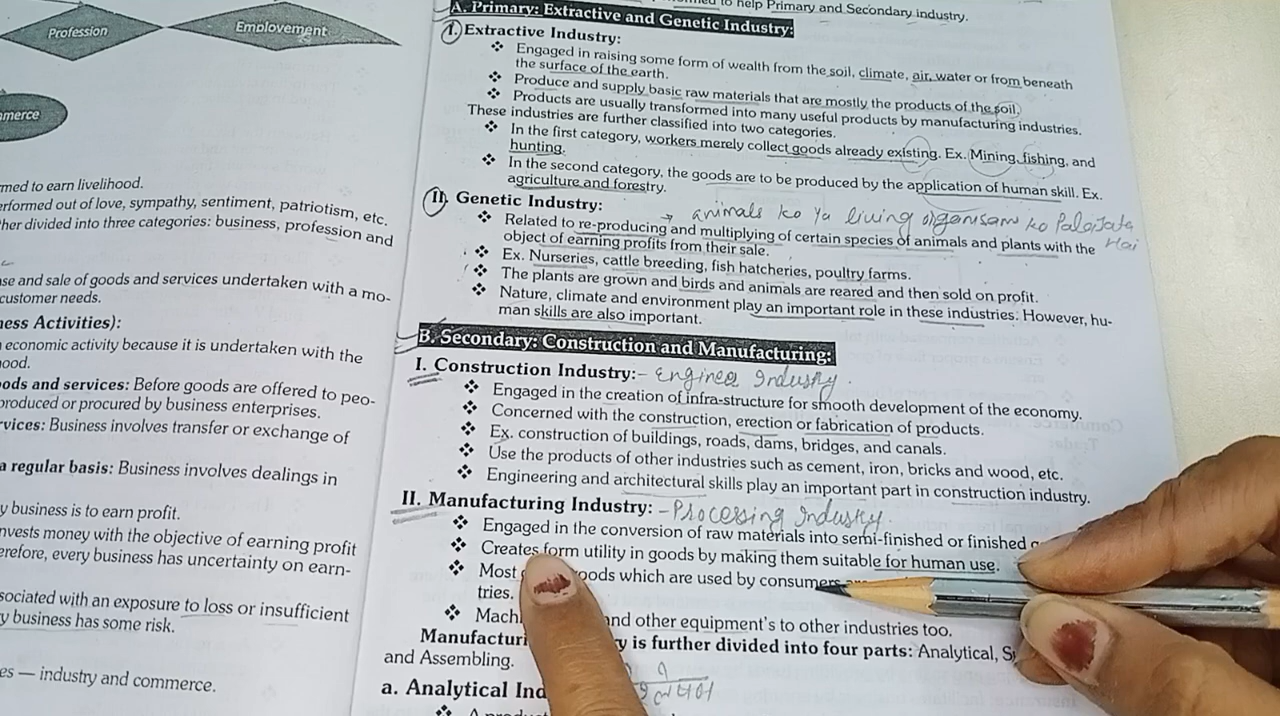 Profession
Employement
merce
med to earn livelihood.
erformed out of love, sympathy, sentiment, patriotism, etc.
her divided into three categories: business, profession and
se and sale of goods and services undertaken with a mo-
customer needs.
ness Activities):
economic activity because it is undertaken with the
ood.
ods and services: Before goods are offered to peo-
produced or procured by business enterprises.
rvices: Business involves transfer or exchange of
a regular basis: Business involves dealings in
y business is to earn profit.
nvests money with the objective of earning profit
erefore, every business has uncertainty on earn-
sociated with an exposure to loss or insufficient
y business has some risk.
es — industry and commerce.
to help Primary and Secondary industry.
A. Primary: Extractive and Genetic Industry:
I. Extractive Industry:
❖ Engaged in raising some form of wealth from the soil, climate, air, water or from beneath
the surface of the earth.
❖ Produce and supply basic raw materials that are mostly the products of the soil.
❖ Products are usually transformed into many useful products by manufacturing industries.
These industries are further classified into two categories.
❖ In the first category, workers merely collect goods already existing. Ex. Mining, fishing, and
hunting.
❖ In the second category, the goods are to be produced by the application of human skill. Ex.
agriculture and forestry.
II. Genetic Industry:
→ animals ko ya living organisam ko Palajata
Hai
❖ Related to re-producing and multiplying of certain species of animals and plants with the
object of earning profits from their sale.
❖ Ex. Nurseries, cattle breeding, fish hatcheries, poultry farms.
❖ The plants are grown and birds and animals are reared and then sold on profit.
❖ Nature, climate and environment play an important role in these industries. However, hu-
man skills are also important.
B. Secondary: Construction and Manufacturing:
I. Construction Industry:- Enginea Industry.
❖ Engaged in the creation of infra-structure for smooth development of the economy.
❖ Concerned with the construction, erection or fabrication of products.
❖ Ex. construction of buildings, roads, dams, bridges, and canals.
❖ Use the products of other industries such as cement, iron, bricks and wood, etc.
❖ Engineering and architectural skills play an important part in construction industry.
II. Manufacturing Industry: - Processing Industry.
❖ Engaged in the conversion of raw materials into semi-finished or finished
❖ Creates form utility in goods by making them suitable for human use.
❖ Most oods which are used by consumers
tries.
❖ Mach nd other equipment's to other industries too.
Manufacturi y is further divided into four parts: Analytical, S
and Assembling.
a. Analytical Ind
❖ A produ